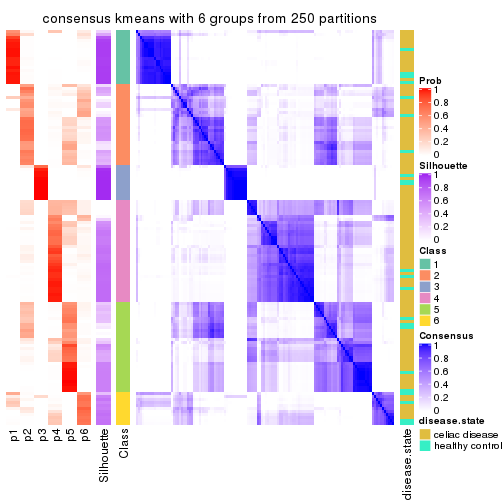 consensus kmeans with 6 groups from 250 partitions
Prob
1
0.8
0.6
0.4
0.2
0
Silhouette
1
0.8
0.6
0.4
0.2
0
Class
1
2
3
4
5
6
Consensus
1
0.8
0.6
0.4
0.2
0
disease.state
celiac disease
healthy control
p1
p2
p3
p4
p5
p6
Silhouette
Class
disease.state